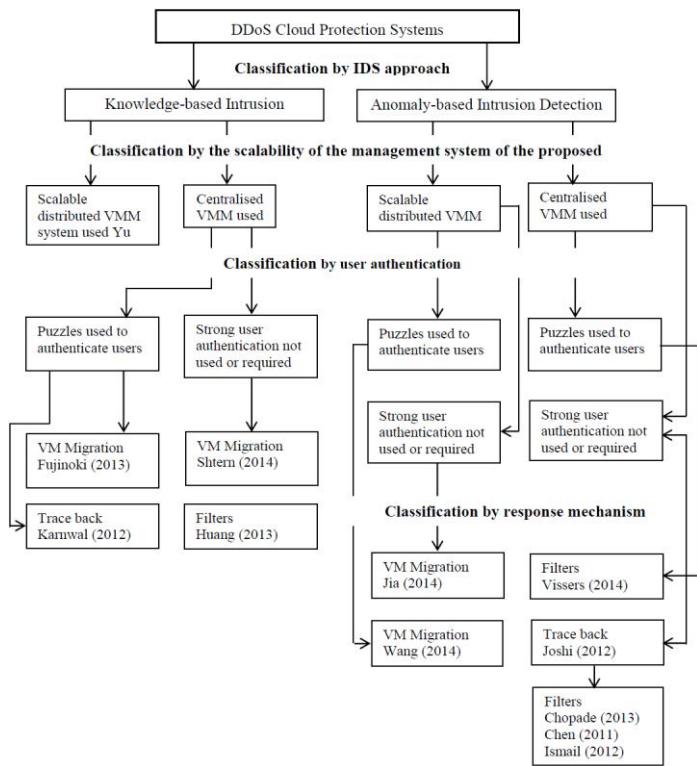 DDoS Cloud Protection Systems
Classification by IDS approach
Knowledge-based Intrusion
Anomaly-based Intrusion Detection
Classification by the scalability of the management system of the proposed
Scalable
distributed VMM
system used Yu
Centralised
VMM used
Scalable
distributed VMM
Centralised
VMM used
Classification by user authentication
Puzzles used to
authenticate users
Strong user
authentication not
used or required
Puzzles used to
authenticate users
Puzzles used to
authenticate users
Strong user
authentication not
used or required
Strong user
authentication not
used or required
VM Migration
Fujinoki (2013)
VM Migration
Shtern (2014)
Trace back
Karnwal (2012)
Filters
Huang (2013)
Classification by response mechanism
VM Migration
Jia (2014)
Filters
Vissers (2014)
VM Migration
Wang (2014)
Trace back
Joshi (2012)
Filters
Chopade (2013)
Chen (2011)
Ismail (2012)